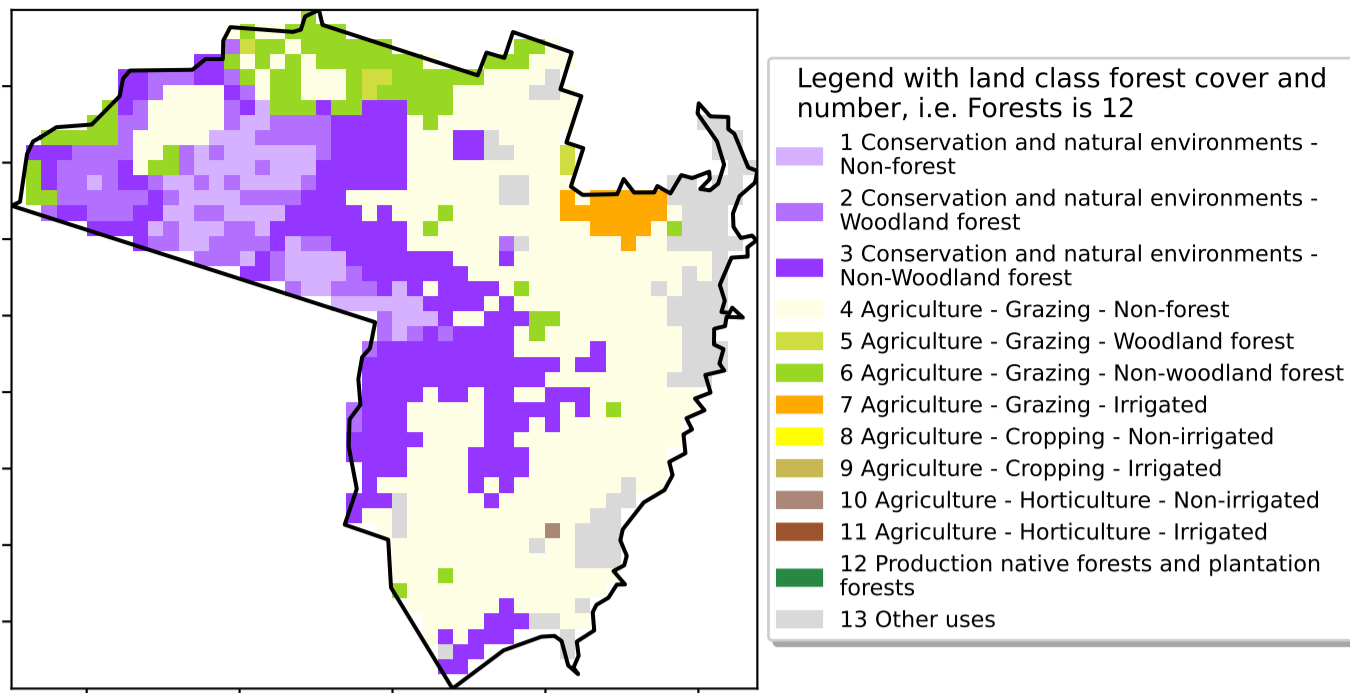 Legend with land class forest cover and
number, i.e. Forests is 12
1 Conservation and natural environments -
Non-forest
2 Conservation and natural environments -
Woodland forest
3 Conservation and natural environments -
Non-Woodland forest
4 Agriculture - Grazing - Non-forest
5 Agriculture - Grazing - Woodland forest
6 Agriculture - Grazing - Non-woodland forest
7 Agriculture - Grazing - Irrigated
8 Agriculture - Cropping - Non-irrigated
9 Agriculture - Cropping - Irrigated
10 Agriculture - Horticulture - Non-irrigated
11 Agriculture - Horticulture - Irrigated
12 Production native forests and plantation
forests
13 Other uses